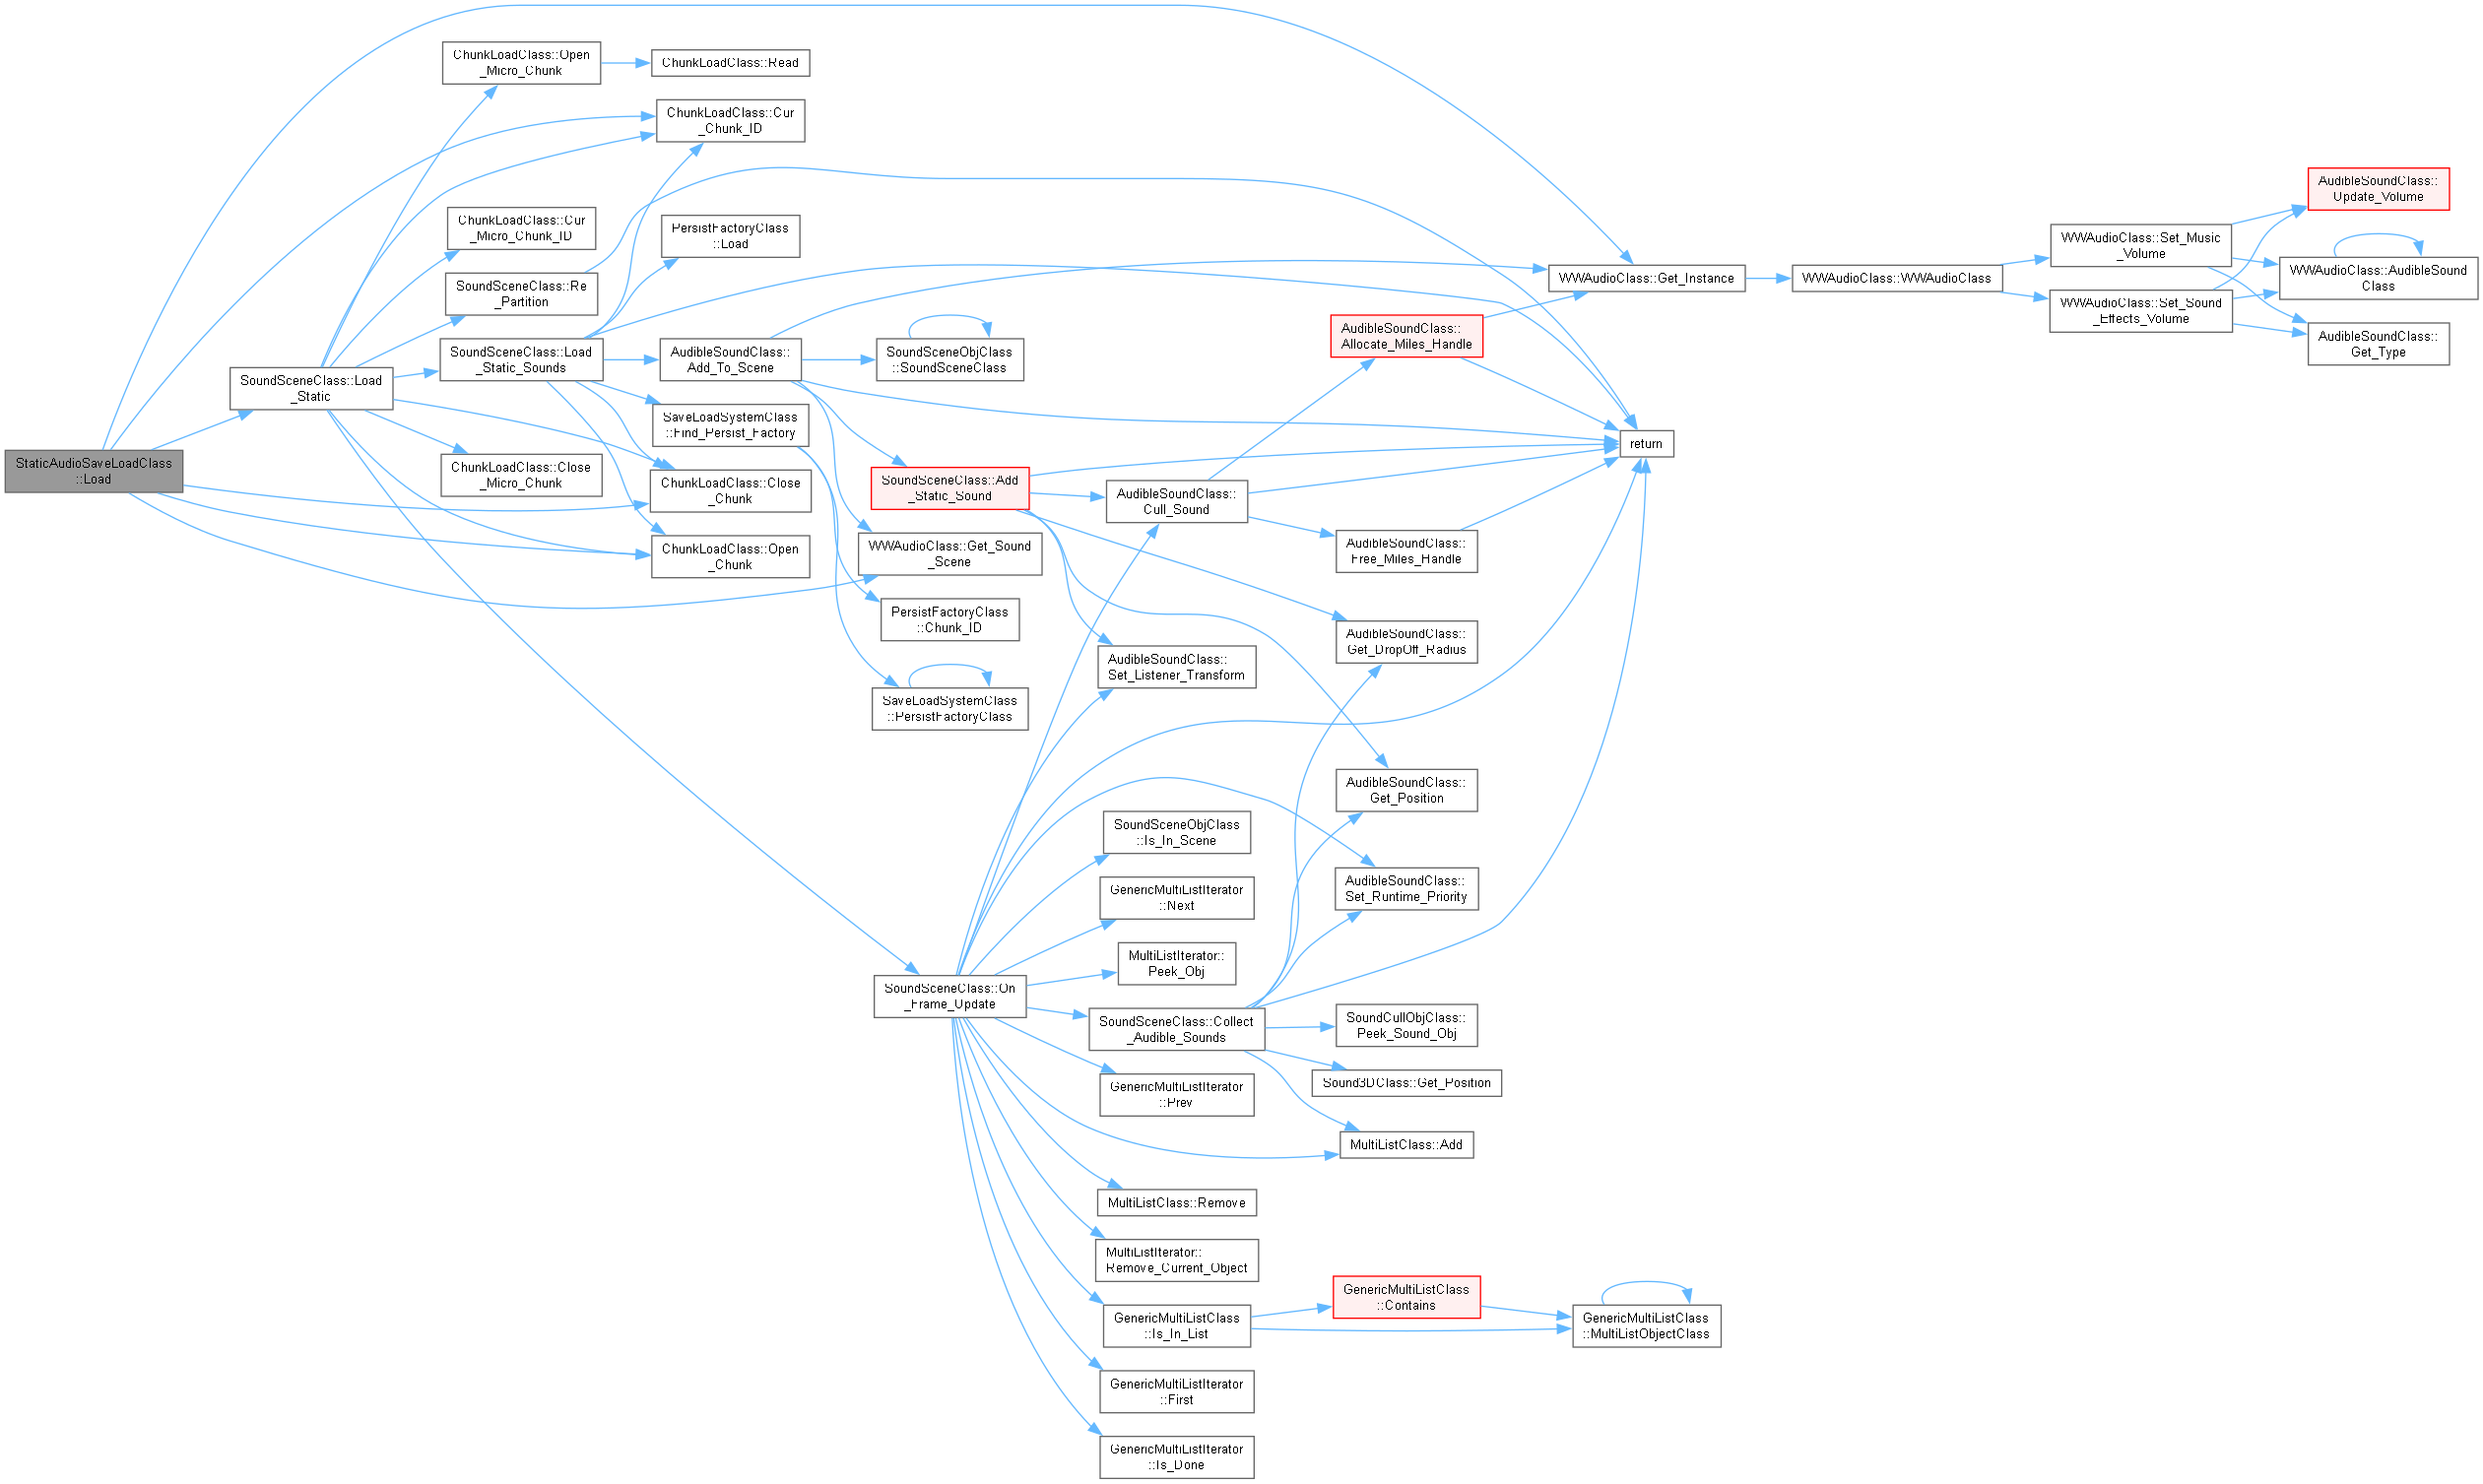 StaticAudioSaveLoadClass
::Load
SoundSceneClass::Load
_Static
ChunkLoadClass::Open
_Micro_Chunk
ChunkLoadClass::Cur
_Micro_Chunk_ID
SoundSceneClass::Re
_Partition
SoundSceneClass::Load
_Static_Sounds
ChunkLoadClass::Close
_Micro_Chunk
ChunkLoadClass::Read
ChunkLoadClass::Cur
_Chunk_ID
PersistFactoryClass
::Load
AudibleSoundClass::
Add_To_Scene
SaveLoadSystemClass
::Find_Persist_Factory
ChunkLoadClass::Close
_Chunk
ChunkLoadClass::Open
_Chunk
SoundSceneObjClass
::SoundSceneClass
SoundSceneClass::Add
_Static_Sound
WWAudioClass::Get_Sound
_Scene
PersistFactoryClass
::Chunk_ID
SaveLoadSystemClass
::PersistFactoryClass
SoundSceneClass::On
_Frame_Update
AudibleSoundClass::
Cull_Sound
AudibleSoundClass::
Set_Listener_Transform
SoundSceneObjClass
::Is_In_Scene
GenericMultiListIterator
::Next
MultiListIterator::
Peek_Obj
SoundSceneClass::Collect
_Audible_Sounds
GenericMultiListIterator
::Prev
MultiListClass::Remove
MultiListIterator::
Remove_Current_Object
GenericMultiListClass
::Is_In_List
GenericMultiListIterator
::First
GenericMultiListIterator
::Is_Done
AudibleSoundClass::
Allocate_Miles_Handle
AudibleSoundClass::
Free_Miles_Handle
AudibleSoundClass::
Get_DropOff_Radius
AudibleSoundClass::
Get_Position
AudibleSoundClass::
Set_Runtime_Priority
SoundCullObjClass::
Peek_Sound_Obj
Sound3DClass::Get_Position
MultiListClass::Add
GenericMultiListClass
::Contains
WWAudioClass::Get_Instance
return
GenericMultiListClass
::MultiListObjectClass
WWAudioClass::WWAudioClass
WWAudioClass::Set_Music
_Volume
WWAudioClass::Set_Sound
_Effects_Volume
AudibleSoundClass::
Update_Volume
WWAudioClass::AudibleSound
Class
AudibleSoundClass::
Get_Type